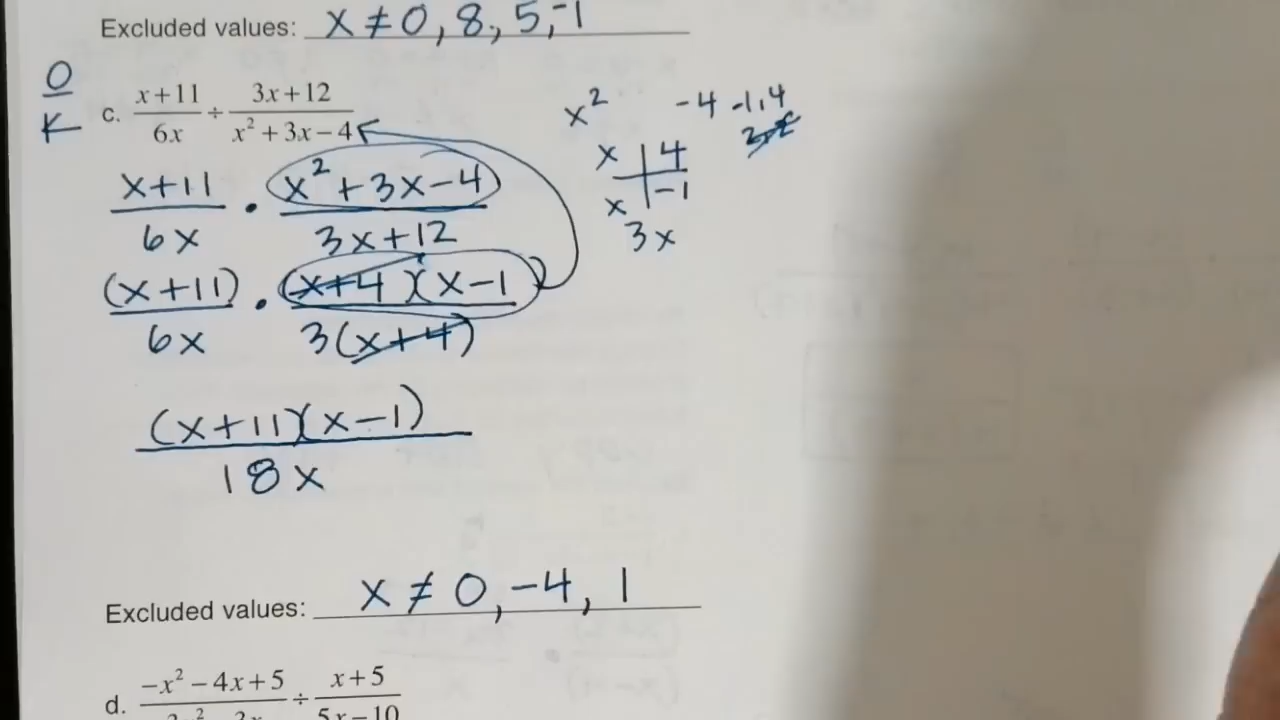 Excluded values: x ≠ 0, 8, 5, -1
0/K
c. (x+11)/(6x) ÷ (3x+12)/(x² + 3x – 4)
x² -4 -1,4
x | 4
x | -1
3x
(x+11)/(6x) · (x² + 3x - 4)/(3x + 12)
(x+11)/(6x) · (x+4)(x-1)/(3(x+4))
(x+11)(x-1)/(18x)
Excluded values: x ≠ 0, -4, 1
d. (–x² – 4x + 5) ÷ (x + 5)/(5x – 10)